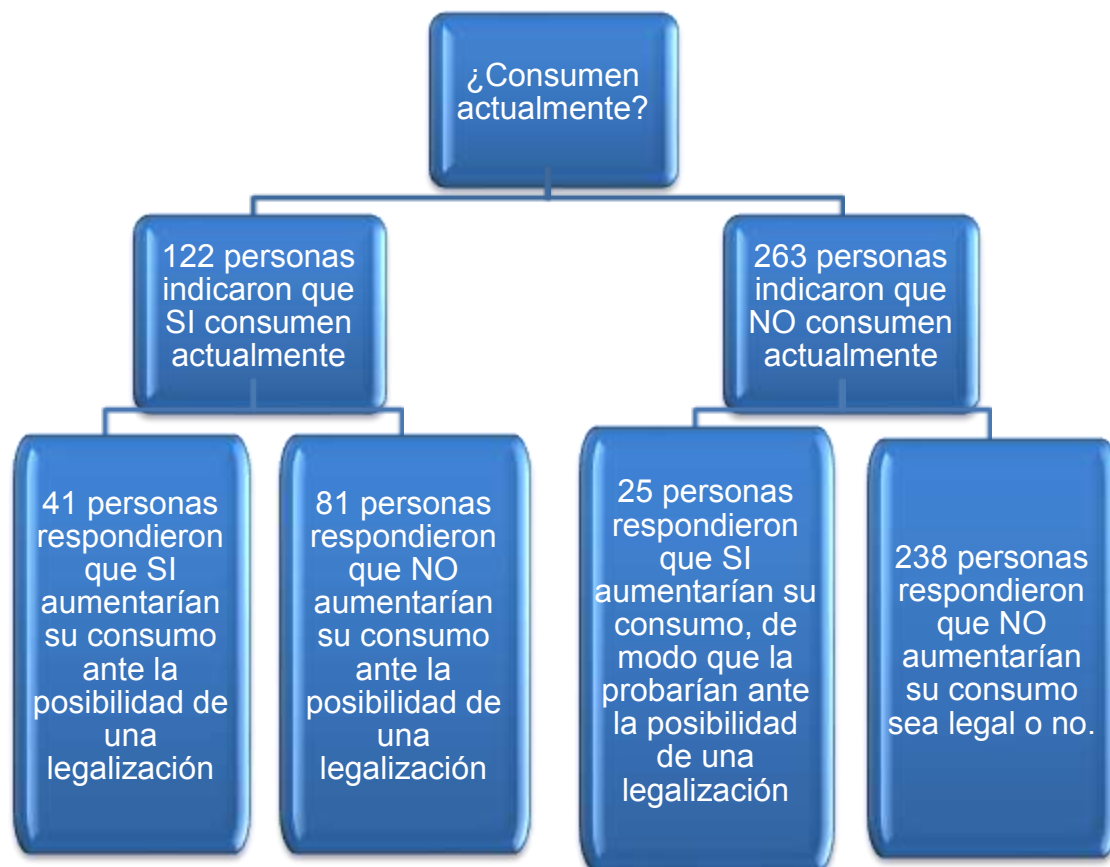 ¿Consumen
actualmente?
122 personas
indicaron que
SI consumen
actualmente
263 personas
indicaron que
NO consumen
actualmente
41 personas
respondieron
que SI
aumentarían
su consumo
ante la
posibilidad de
una
legalización
81 personas
respondieron
que NO
aumentarían
su consumo
ante la
posibilidad de
una
legalización
25 personas
respondieron
que SI
aumentarían su
consumo, de
modo que la
probarían ante
la posibilidad
de una
legalización
238 personas
respondieron
que NO
aumentarían
su consumo
sea legal o no.